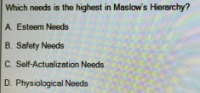 Which needs is the highest in Maslow's Hierarchy?
A. Esteem Needs
B. Safety Needs
C. Self-Actualization Needs
D. Physiological Needs